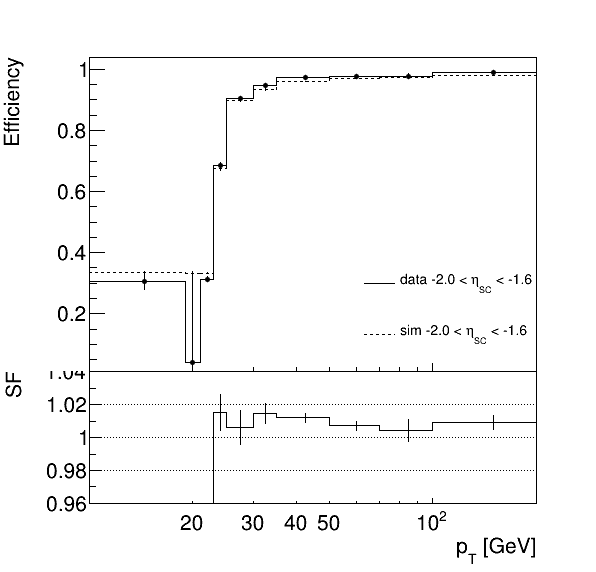 Efficiency
1
0.8
0.6
0.4
0.2
data -2.0 < η_SC < -1.6
sim -2.0 < η_SC < -1.6
SF
1.04
1.02
1
0.98
0.96
20 30 40 50 10²
p_T [GeV]